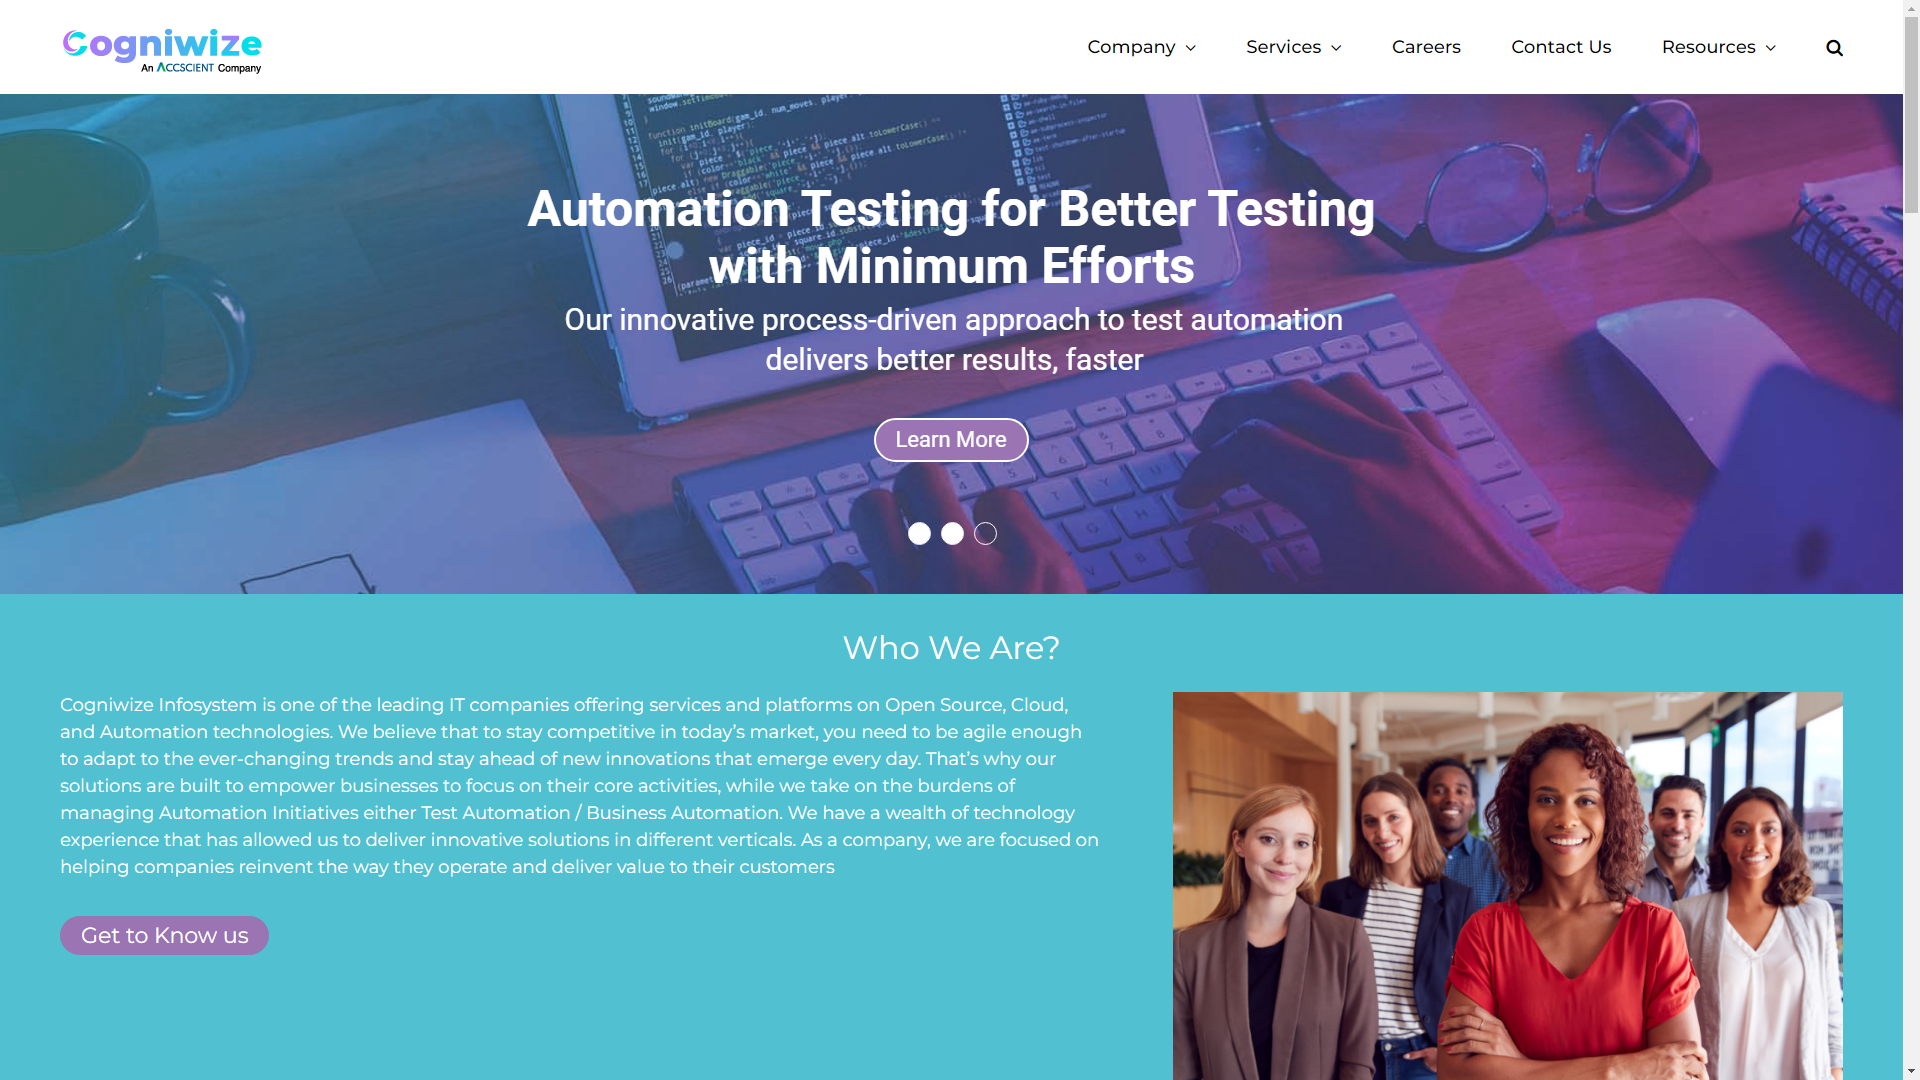 Cogniwize
An ACCSCIENT Company
Company
Services
Careers
Contact Us
Resources
Automation Testing for Better Testing
with Minimum Efforts
Our innovative process-driven approach to test automation
delivers better results, faster
Learn More
Who We Are?
Cogniwize Infosystem is one of the leading IT companies offering services and platforms on Open Source, Cloud,
and Automation technologies. We believe that to stay competitive in today’s market, you need to be agile enough
to adapt to the ever-changing trends and stay ahead of new innovations that emerge every day. That’s why our
solutions are built to empower businesses to focus on their core activities, while we take on the burdens of
managing Automation Initiatives either Test Automation / Business Automation. We have a wealth of technology
experience that has allowed us to deliver innovative solutions in different verticals. As a company, we are focused on
helping companies reinvent the way they operate and deliver value to their customers
Get to Know us